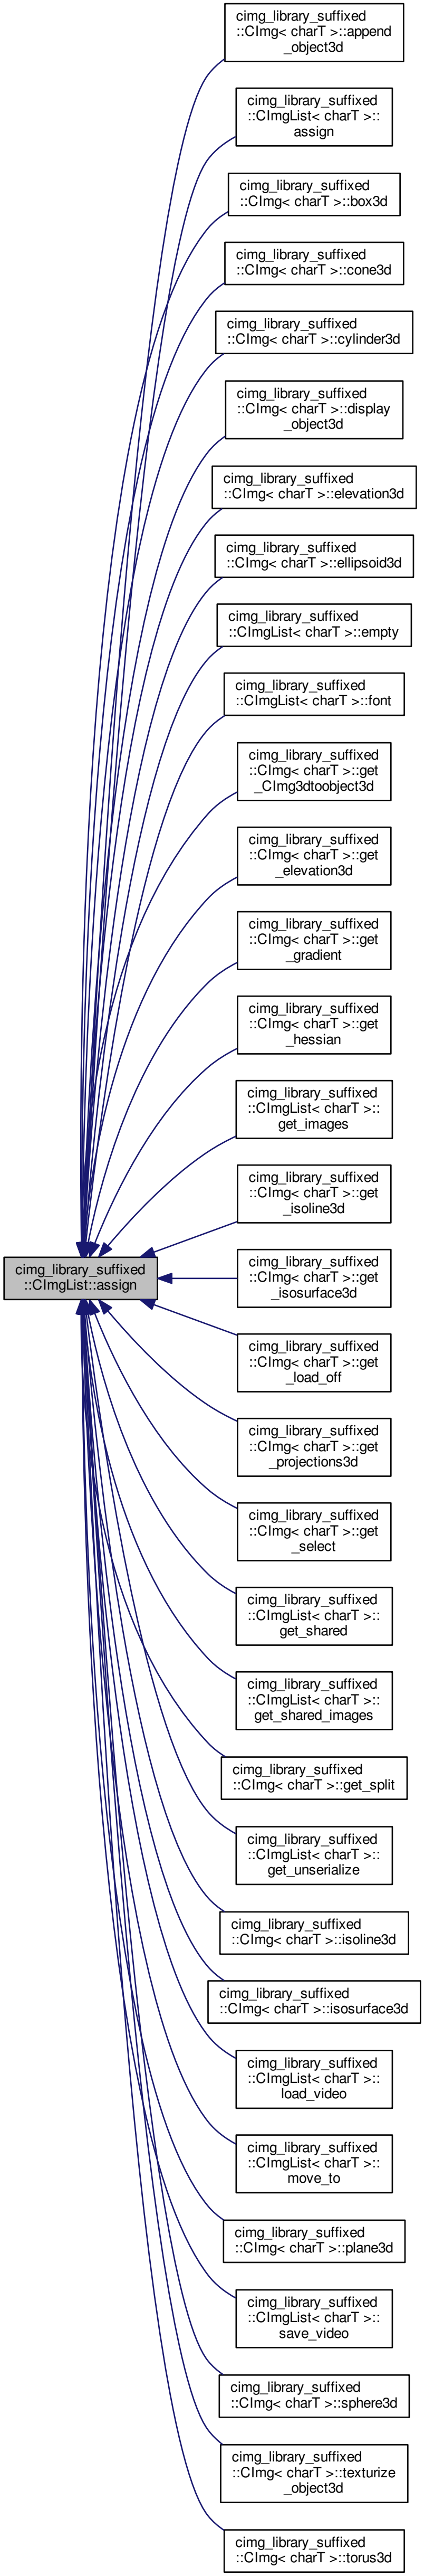 cimg_library_suffixed
::CImg< charT >::append
_object3d
cimg_library_suffixed
::CImgList< charT >::
assign
cimg_library_suffixed
::CImg< charT >::box3d
cimg_library_suffixed
::CImg< charT >::cone3d
cimg_library_suffixed
::CImg< charT >::cylinder3d
cimg_library_suffixed
::CImg< charT >::display
_object3d
cimg_library_suffixed
::CImg< charT >::elevation3d
cimg_library_suffixed
::CImg< charT >::ellipsoid3d
cimg_library_suffixed
::CImgList< charT >::empty
cimg_library_suffixed
::CImgList< charT >::font
cimg_library_suffixed
::CImg< charT >::get
_CImg3dtoobject3d
cimg_library_suffixed
::CImg< charT >::get
_elevation3d
cimg_library_suffixed
::CImg< charT >::get
_gradient
cimg_library_suffixed
::CImg< charT >::get
_hessian
cimg_library_suffixed
::CImgList< charT >::
get_images
cimg_library_suffixed
::CImg< charT >::get
_isoline3d
cimg_library_suffixed
::CImgList::assign
cimg_library_suffixed
::CImg< charT >::get
_isosurface3d
cimg_library_suffixed
::CImg< charT >::get
_load_off
cimg_library_suffixed
::CImg< charT >::get
_projections3d
cimg_library_suffixed
::CImg< charT >::get
_select
cimg_library_suffixed
::CImgList< charT >::
get_shared
cimg_library_suffixed
::CImgList< charT >::
get_shared_images
cimg_library_suffixed
::CImg< charT >::get_split
cimg_library_suffixed
::CImgList< charT >::
get_unserialize
cimg_library_suffixed
::CImg< charT >::isoline3d
cimg_library_suffixed
::CImg< charT >::isosurface3d
cimg_library_suffixed
::CImgList< charT >::
load_video
cimg_library_suffixed
::CImgList< charT >::
move_to
cimg_library_suffixed
::CImg< charT >::plane3d
cimg_library_suffixed
::CImgList< charT >::
save_video
cimg_library_suffixed
::CImg< charT >::sphere3d
cimg_library_suffixed
::CImg< charT >::texturize
_object3d
cimg_library_suffixed
::CImg< charT >::torus3d